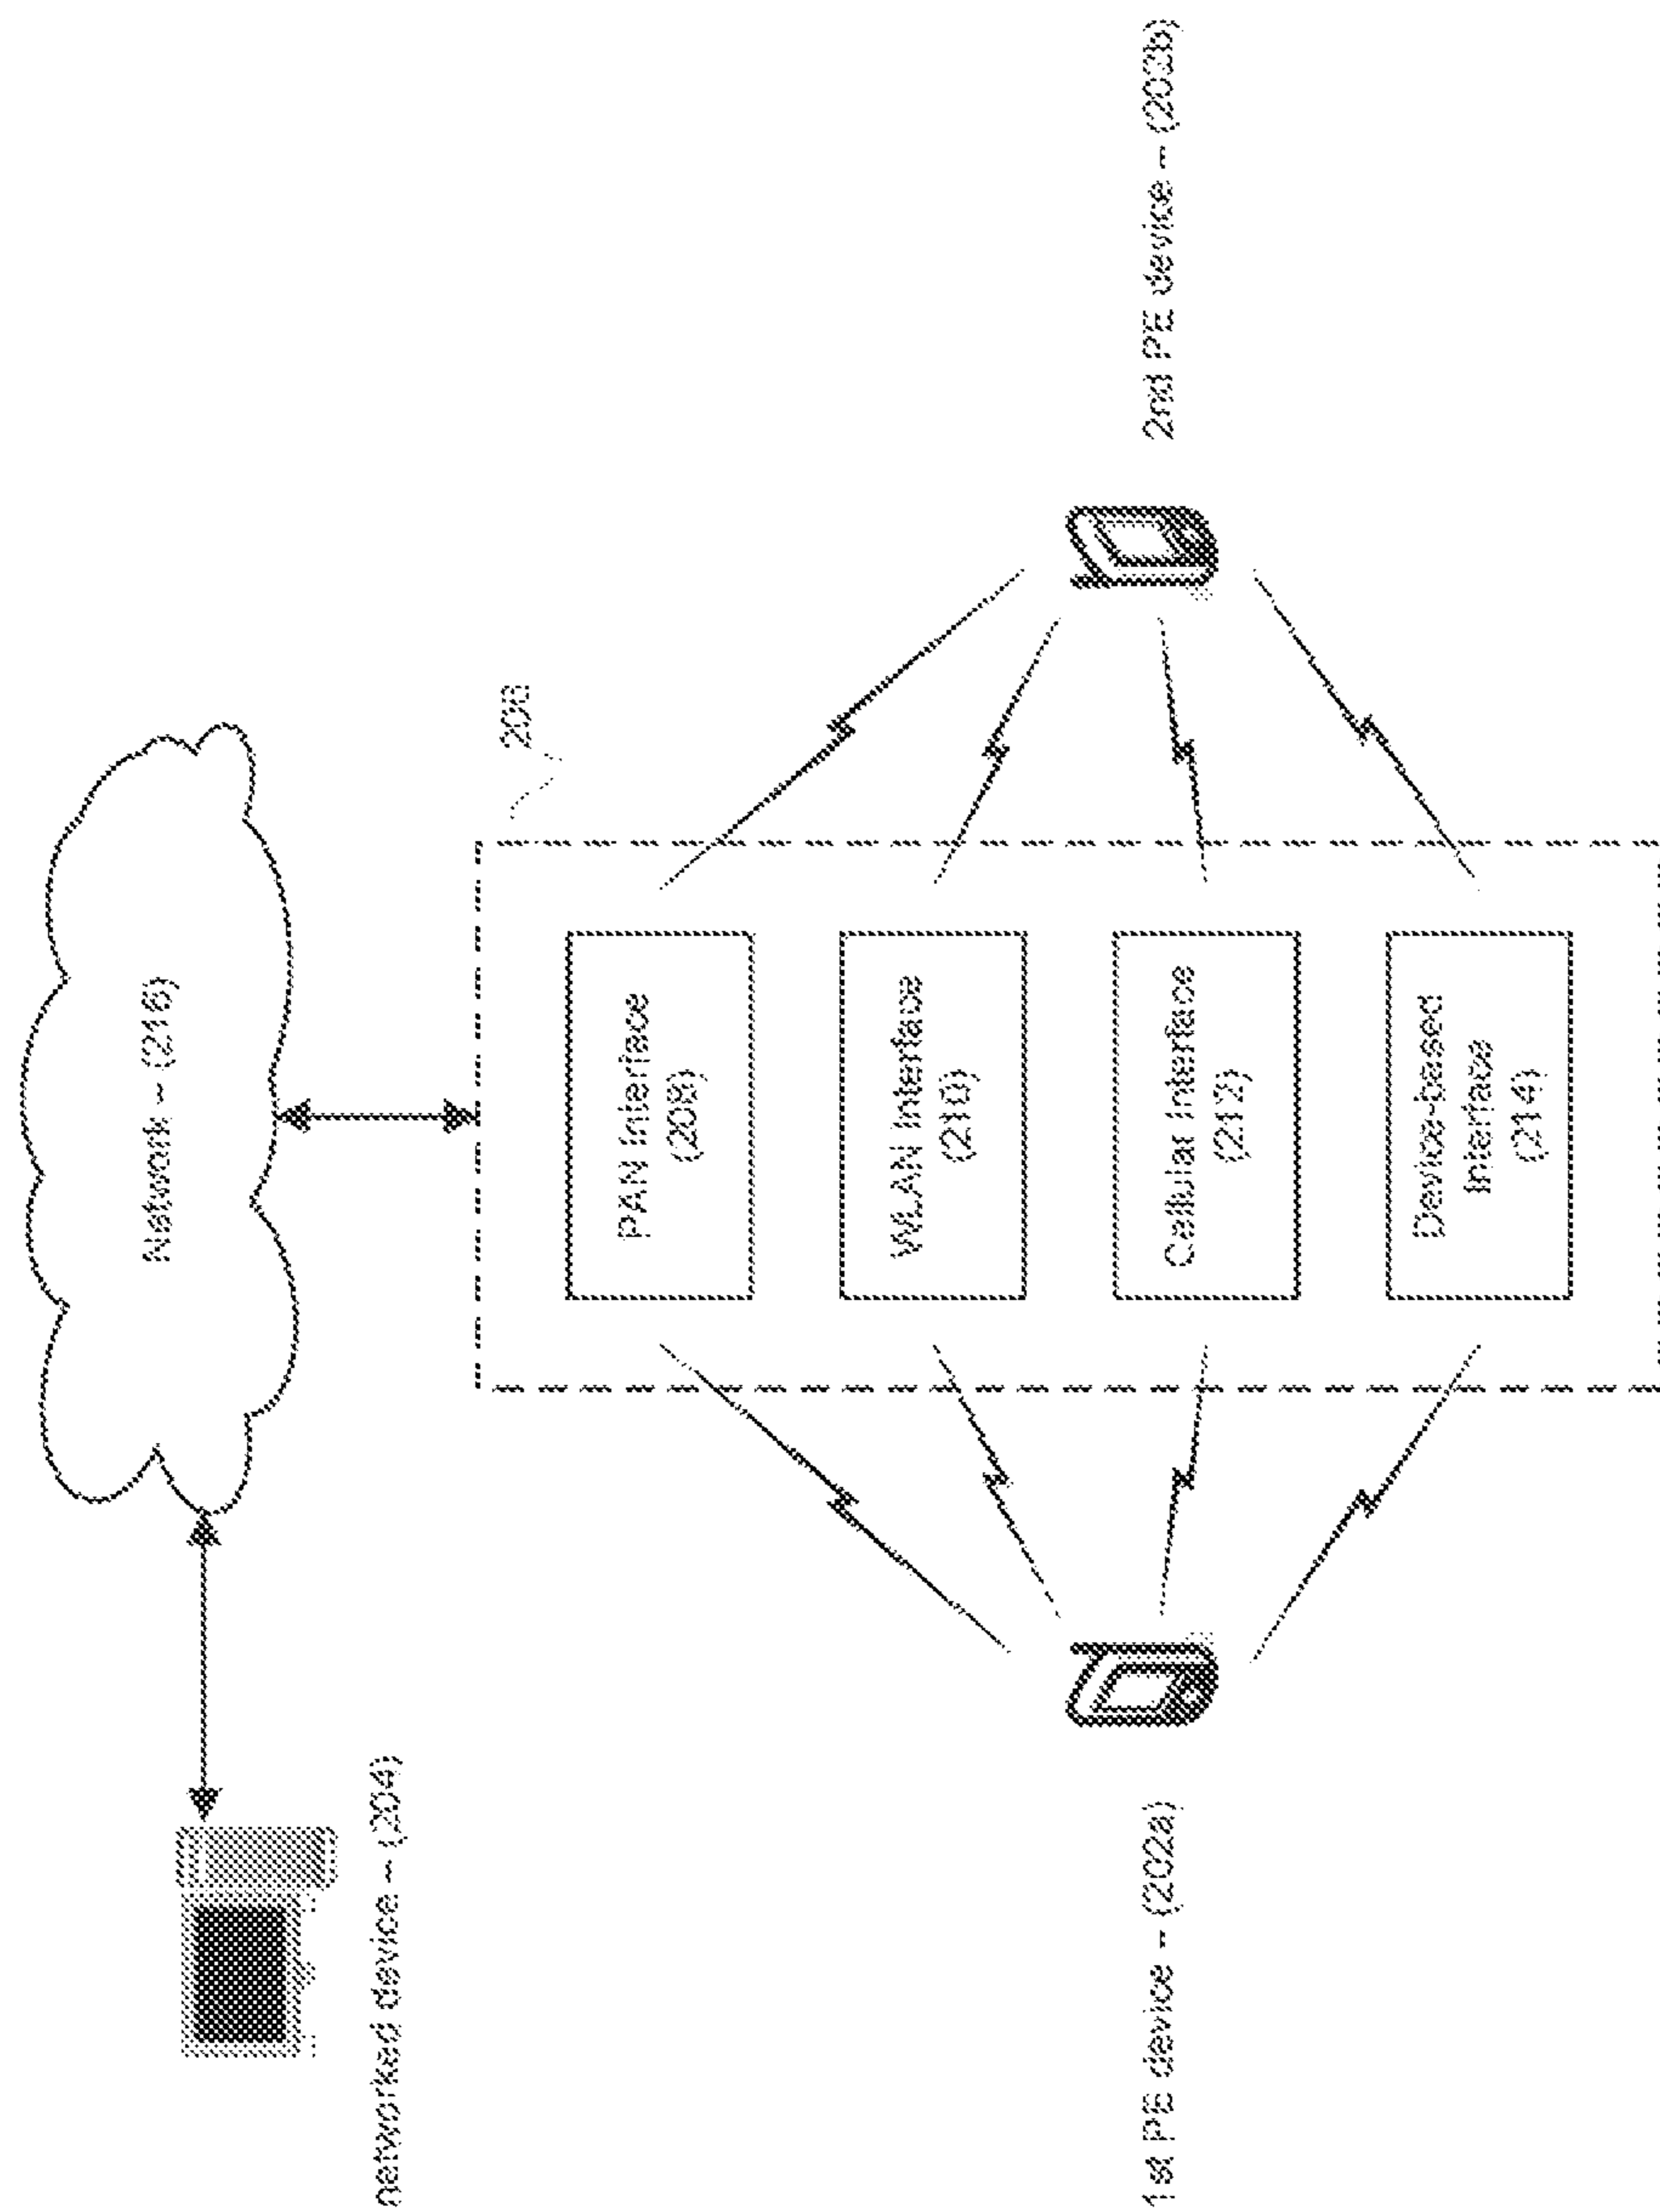 Network – (216)
networked device – (204)
206
PAN Interface
(208)
WLAN Interface
(210)
Cellular Interface
(212)
Device-based
Interface
(214)
1st PE device – (202a)
2nd PE device – (202b)